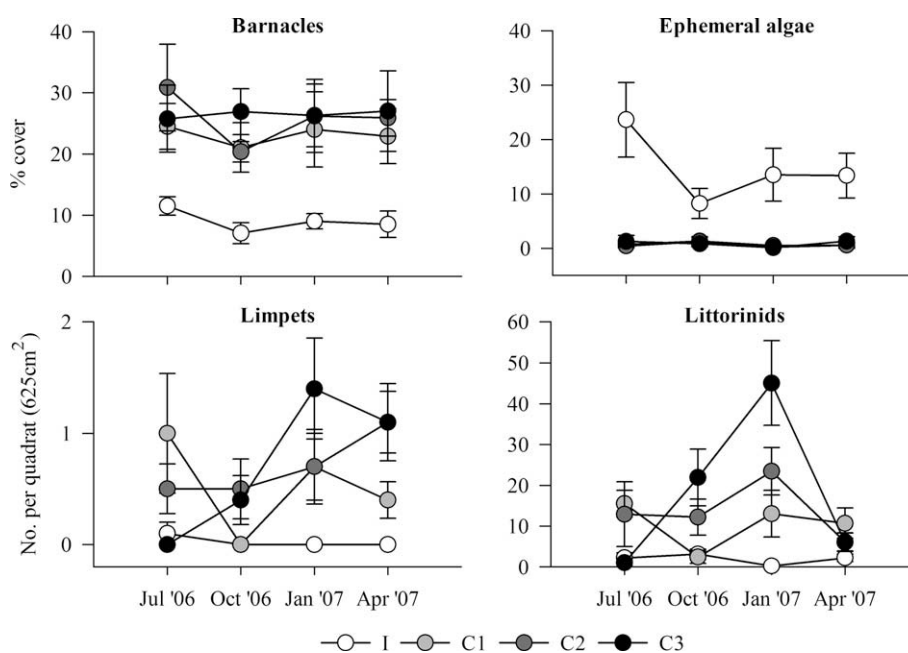 Barnacles
Ephemeral algae
40
30
20
10
0
% cover
40
30
20
10
0
Limpets
Littorinids
2
1
0
No. per quadrat (625cm²)
60
50
40
30
20
10
0
Jul '06 Oct '06 Jan '07 Apr '07
Jul '06 Oct '06 Jan '07 Apr '07
I C1 C2 C3